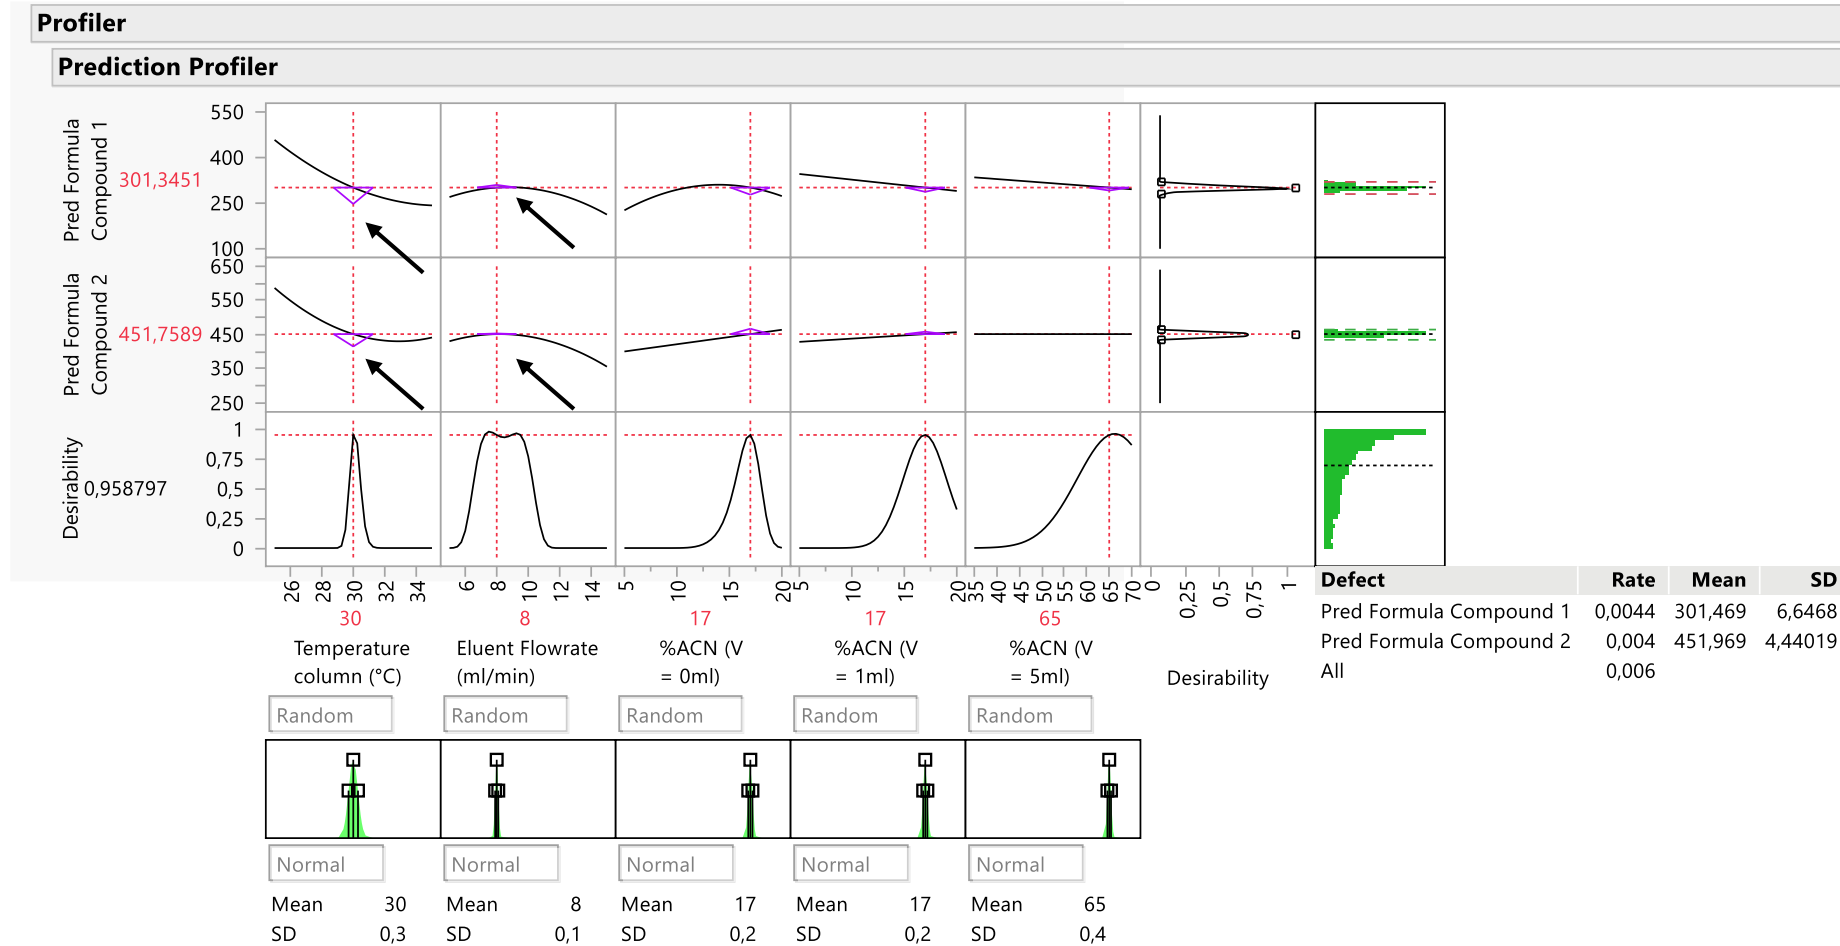 Profiler
Prediction Profiler
Pred Formula
Compound 1
301,3451
550
400
250
100
Pred Formula
Compound 2
451,7589
650
550
450
350
250
Desirability
0,958797
1
0,75
0,5
0,25
0
26 28 30 32 34
30
Temperature
column (°C)
6 8 10 12 14
8
Eluent Flowrate
(ml/min)
5 10 15 20
17
%ACN (V
= 0ml)
5 10 15 20
17
%ACN (V
= 1ml)
35 40 45 50 55 60 65 70
65
%ACN (V
= 5ml)
0 0,25 0,5 0,75 1
Desirability
Defect Rate Mean SD
Pred Formula Compound 1 0,0044 301,469 6,6468
Pred Formula Compound 2 0,004 451,969 4,44019
All 0,006
Random Random Random Random Random
Normal Normal Normal Normal Normal
Mean 30 Mean 8 Mean 17 Mean 17 Mean 65
SD 0,3 SD 0,1 SD 0,2 SD 0,2 SD 0,4